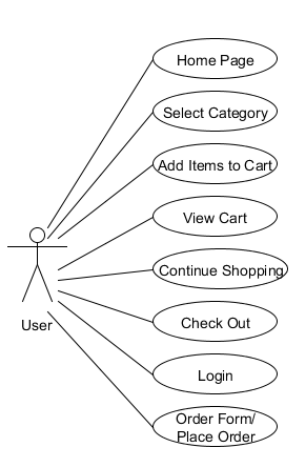 Home Page
Select Category
Add Items to Cart
View Cart
Continue Shopping
User
Check Out
Login
Order Form/
Place Order